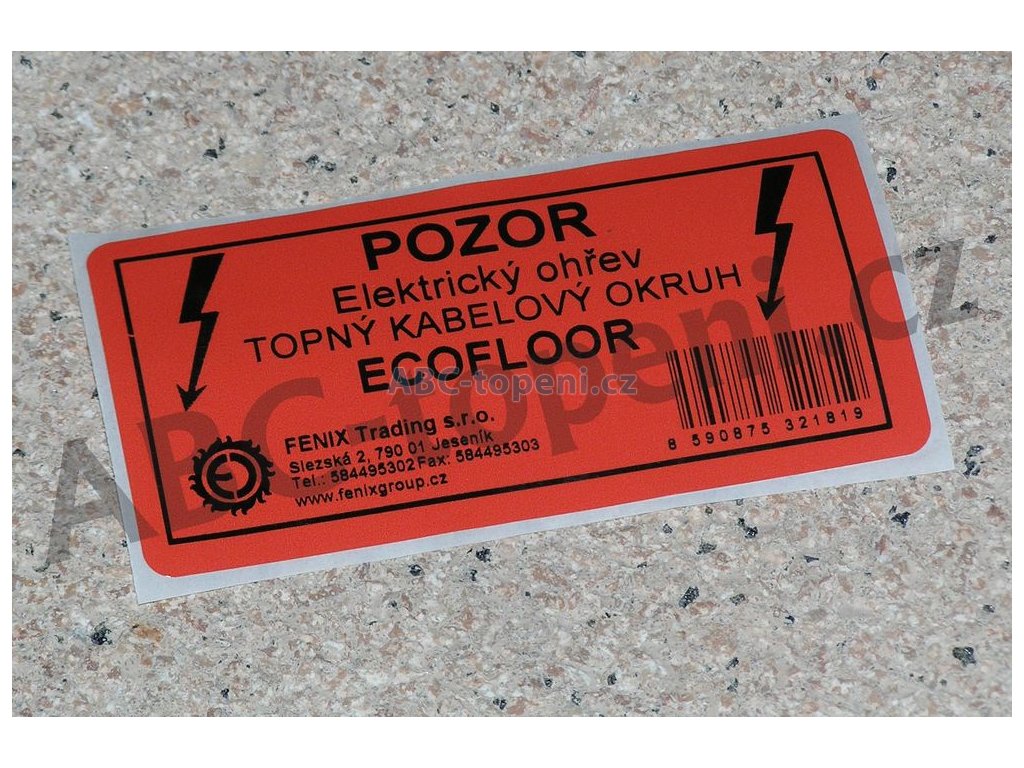 POZOR
Elektrický ohřev
TOPNÝ KABELOVÝ OKRUH
ECOFLOOR
ABC-topeni.cz
FENIX Trading s.r.o.
Slezská 2, 790 01 Jeseník
Tel.: 584495302 Fax: 584495303
www.fenixgroup.cz
8 590875 321819
ABC-topeni.cz